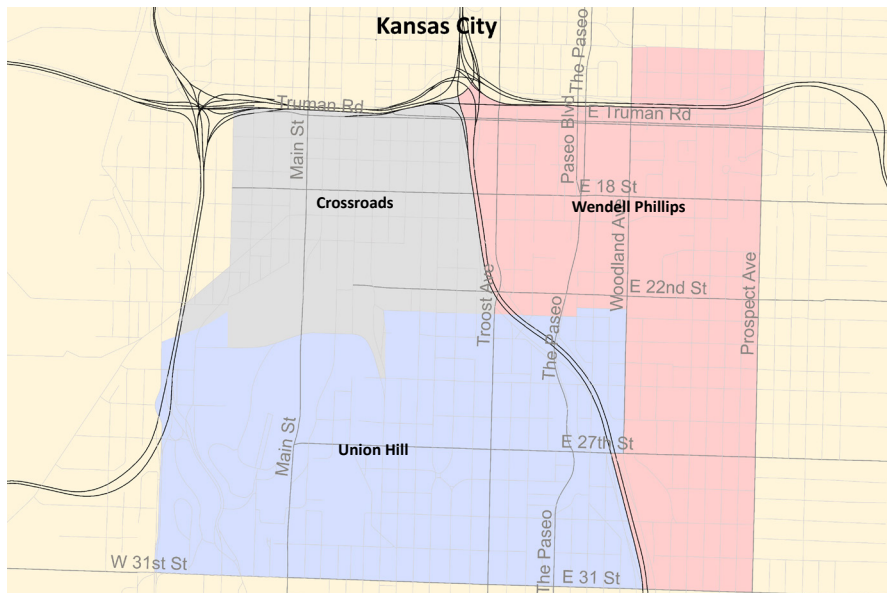 Kansas City
The Paseo
Truman Rd
E Truman Rd
Main St
Paseo Blvd
E 18 St
Crossroads
Wendell Phillips
Woodland Ave
E 22nd St
Troost Ave
Prospect Ave
The Paseo
Main St
E 27th St
Union Hill
The Paseo
W 31st St
E 31 St